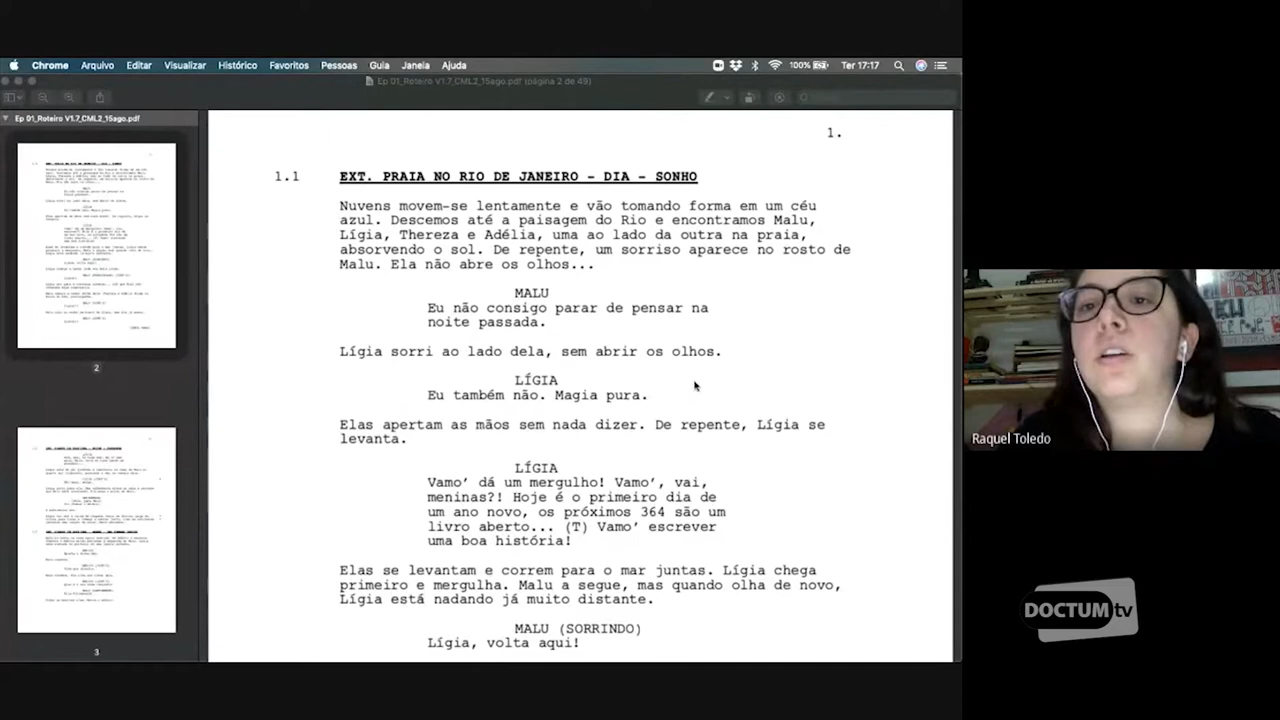 Chrome Arquivo Editar Visualizar Histórico Favoritos Pessoas Guia Janela Ajuda 100% Ter 17:17
Ep 01_Roteiro V1.7_CML2_15ago.pdf (página 2 de 49)
Ep 01_Roteiro V1.7_CML2_15ago.pdf
2
3
1.
1.1 EXT. PRAIA NO RIO DE JANEIRO - DIA - SONHO
Nuvens movem-se lentamente e vão tomando forma em um céu
azul. Descemos até a paisagem do Rio e encontramos Malu,
Lígia, Thereza e Adélia, uma ao lado da outra na praia,
absorvendo o sol. De repente, um sorriso aparece no rosto de
Malu. Ela não abre os olhos...
MALU
Eu não consigo parar de pensar na
noite passada.
Lígia sorri ao lado dela, sem abrir os olhos.
LÍGIA
Eu também não. Magia pura.
Elas apertam as mãos sem nada dizer. De repente, Lígia se
levanta.
LÍGIA
Vamo’ dá um mergulho! Vamo’, vai,
meninas?! Hoje é o primeiro dia de
um ano novo, os próximos 364 são um
livro aberto... (T) Vamo’ escrever
uma boa história!
Elas se levantam e correm para o mar juntas. Lígia chega
primeiro e mergulha. Malu a segue, mas quando olha de novo,
Lígia está nadando já muito distante.
MALU (SORRINDO)
Lígia, volta aqui!
Raquel Toledo
DOCTUM tv